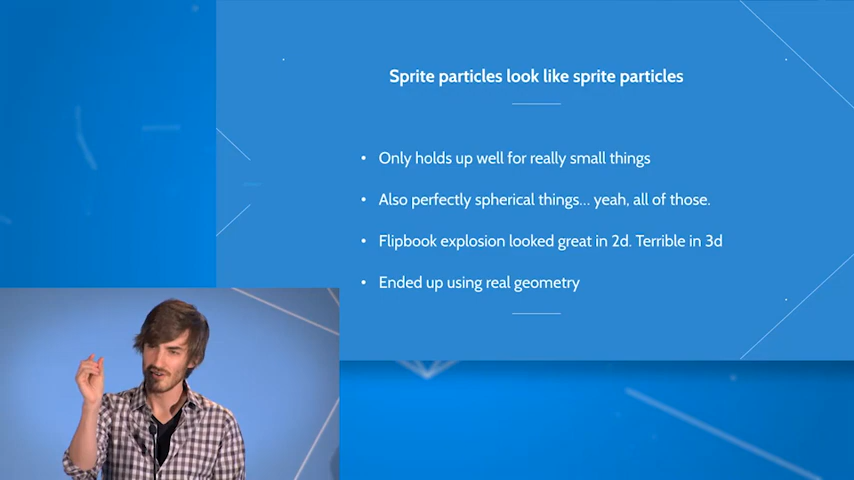 Sprite particles look like sprite particles
• Only holds up well for really small things
• Also perfectly spherical things... yeah, all of those.
• Flipbook explosion looked great in 2d. Terrible in 3d
• Ended up using real geometry